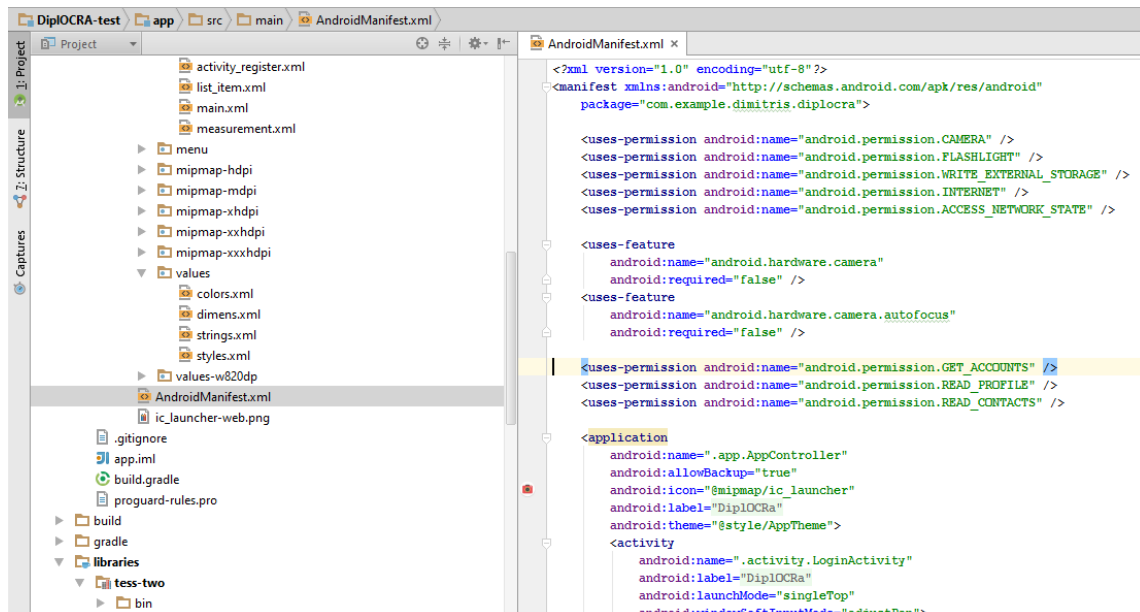 DiplOCRA-test app src main AndroidManifest.xml
Project
AndroidManifest.xml ×
1: Project
7: Structure
Captures
activity_register.xml
list_item.xml
main.xml
measurement.xml
menu
mipmap-hdpi
mipmap-mdpi
mipmap-xhdpi
mipmap-xxhdpi
mipmap-xxxhdpi
values
colors.xml
dimens.xml
strings.xml
styles.xml
values-w820dp
AndroidManifest.xml
ic_launcher-web.png
.gitignore
app.iml
build.gradle
proguard-rules.pro
build
gradle
libraries
tess-two
bin
<?xml version="1.0" encoding="utf-8"?>
<manifest xmlns:android="http://schemas.android.com/apk/res/android"
package="com.example.dimitris.diplocra">
<uses-permission android:name="android.permission.CAMERA" />
<uses-permission android:name="android.permission.FLASHLIGHT" />
<uses-permission android:name="android.permission.WRITE_EXTERNAL_STORAGE" />
<uses-permission android:name="android.permission.INTERNET" />
<uses-permission android:name="android.permission.ACCESS_NETWORK_STATE" />
<uses-feature
android:name="android.hardware.camera"
android:required="false" />
<uses-feature
android:name="android.hardware.camera.autofocus"
android:required="false" />
<uses-permission android:name="android.permission.GET_ACCOUNTS" />
<uses-permission android:name="android.permission.READ_PROFILE" />
<uses-permission android:name="android.permission.READ_CONTACTS" />
<application
android:name=".app.AppController"
android:allowBackup="true"
android:icon="@mipmap/ic_launcher"
android:label="DiplOCRa"
android:theme="@style/AppTheme">
<activity
android:name=".activity.LoginActivity"
android:label="DiplOCRa"
android:launchMode="singleTop"
android:windowSoftInputMode="adjustPan">